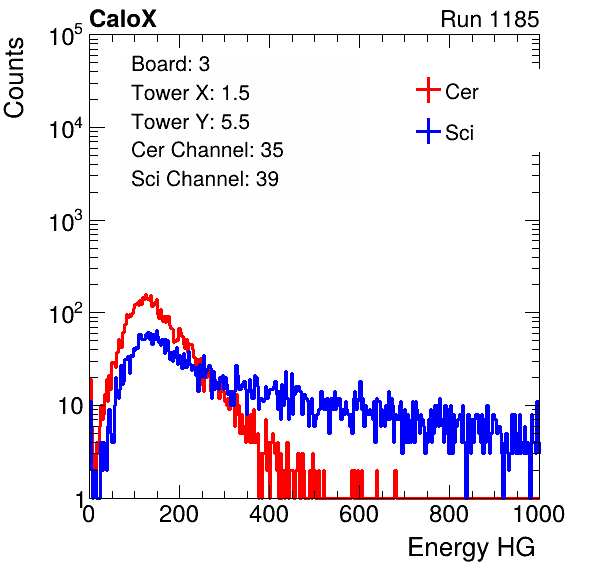 CaloX Run 1185
Counts
10^5
10^4
10^3
10^2
10
1
Board: 3
Tower X: 1.5
Tower Y: 5.5
Cer Channel: 35
Sci Channel: 39
Cer
Sci
0 200 400 600 800 1000
Energy HG